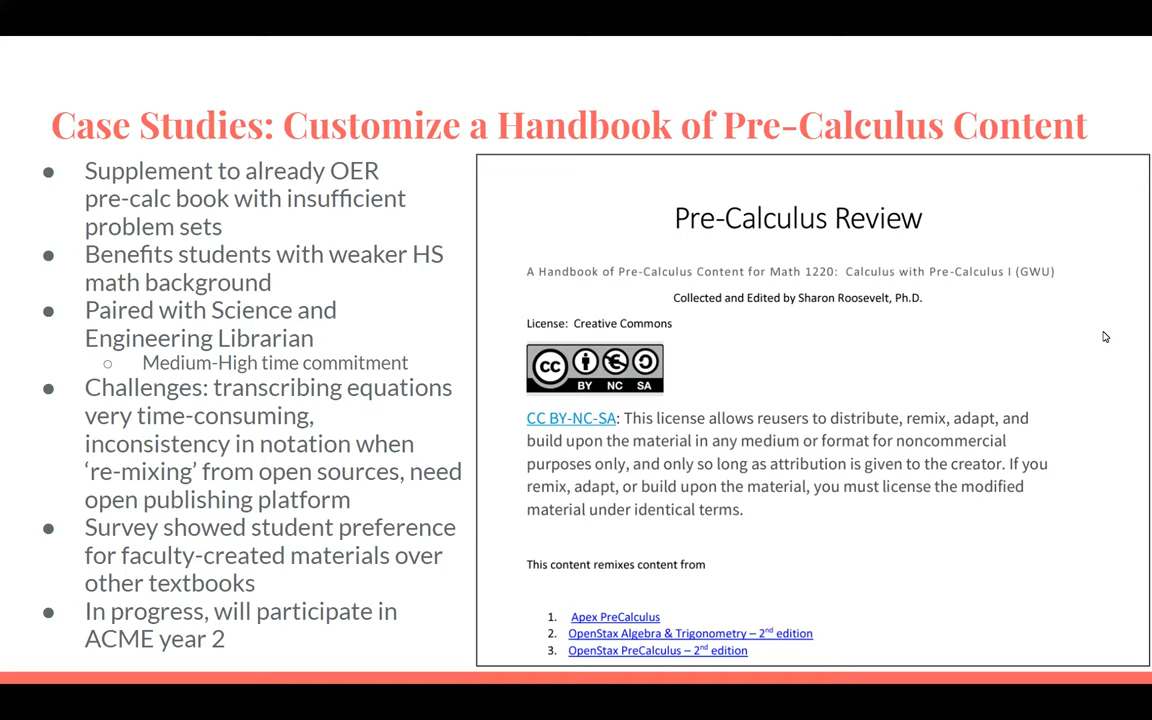 Case Studies: Customize a Handbook of Pre-Calculus Content
● Supplement to already OER
pre-calc book with insufficient
problem sets
● Benefits students with weaker HS
math background
● Paired with Science and
Engineering Librarian
○ Medium-High time commitment
● Challenges: transcribing equations
very time-consuming,
inconsistency in notation when
‘re-mixing’ from open sources, need
open publishing platform
● Survey showed student preference
for faculty-created materials over
other textbooks
● In progress, will participate in
ACME year 2
Pre-Calculus Review
A Handbook of Pre-Calculus Content for Math 1220: Calculus with Pre-Calculus I (GWU)
Collected and Edited by Sharon Roosevelt, Ph.D.
License: Creative Commons
cc BY NC SA
CC BY-NC-SA: This license allows reusers to distribute, remix, adapt, and
build upon the material in any medium or format for noncommercial
purposes only, and only so long as attribution is given to the creator. If you
remix, adapt, or build upon the material, you must license the modified
material under identical terms.
This content remixes content from
1. Apex PreCalculus
2. OpenStax Algebra & Trigonometry – 2nd edition
3. OpenStax PreCalculus – 2nd edition